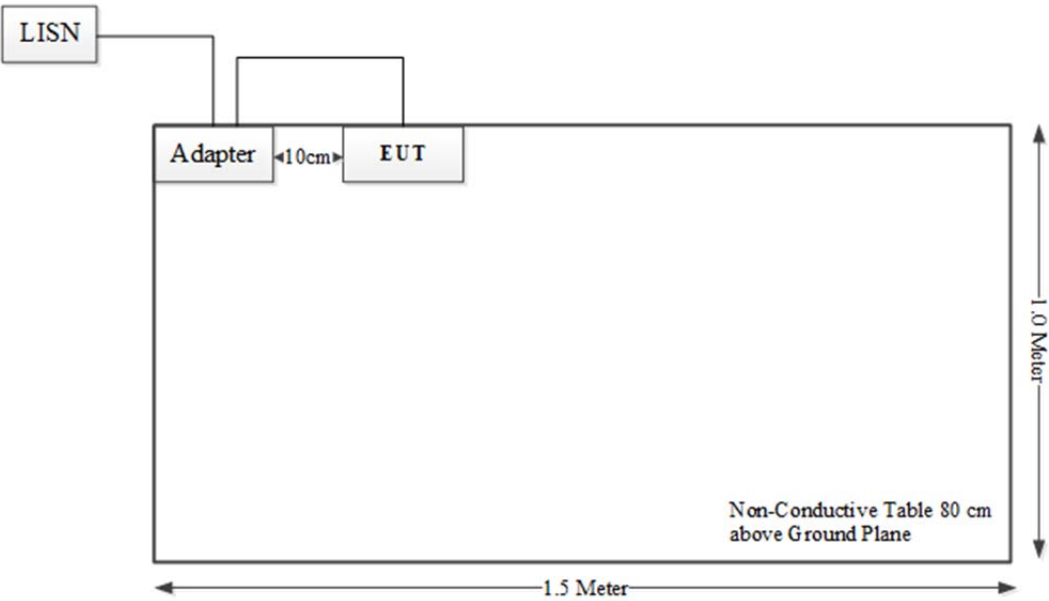 LISN
Adapter
10cm
EUT
1.0 Meter
Non-Conductive Table 80 cm
above Ground Plane
1.5 Meter